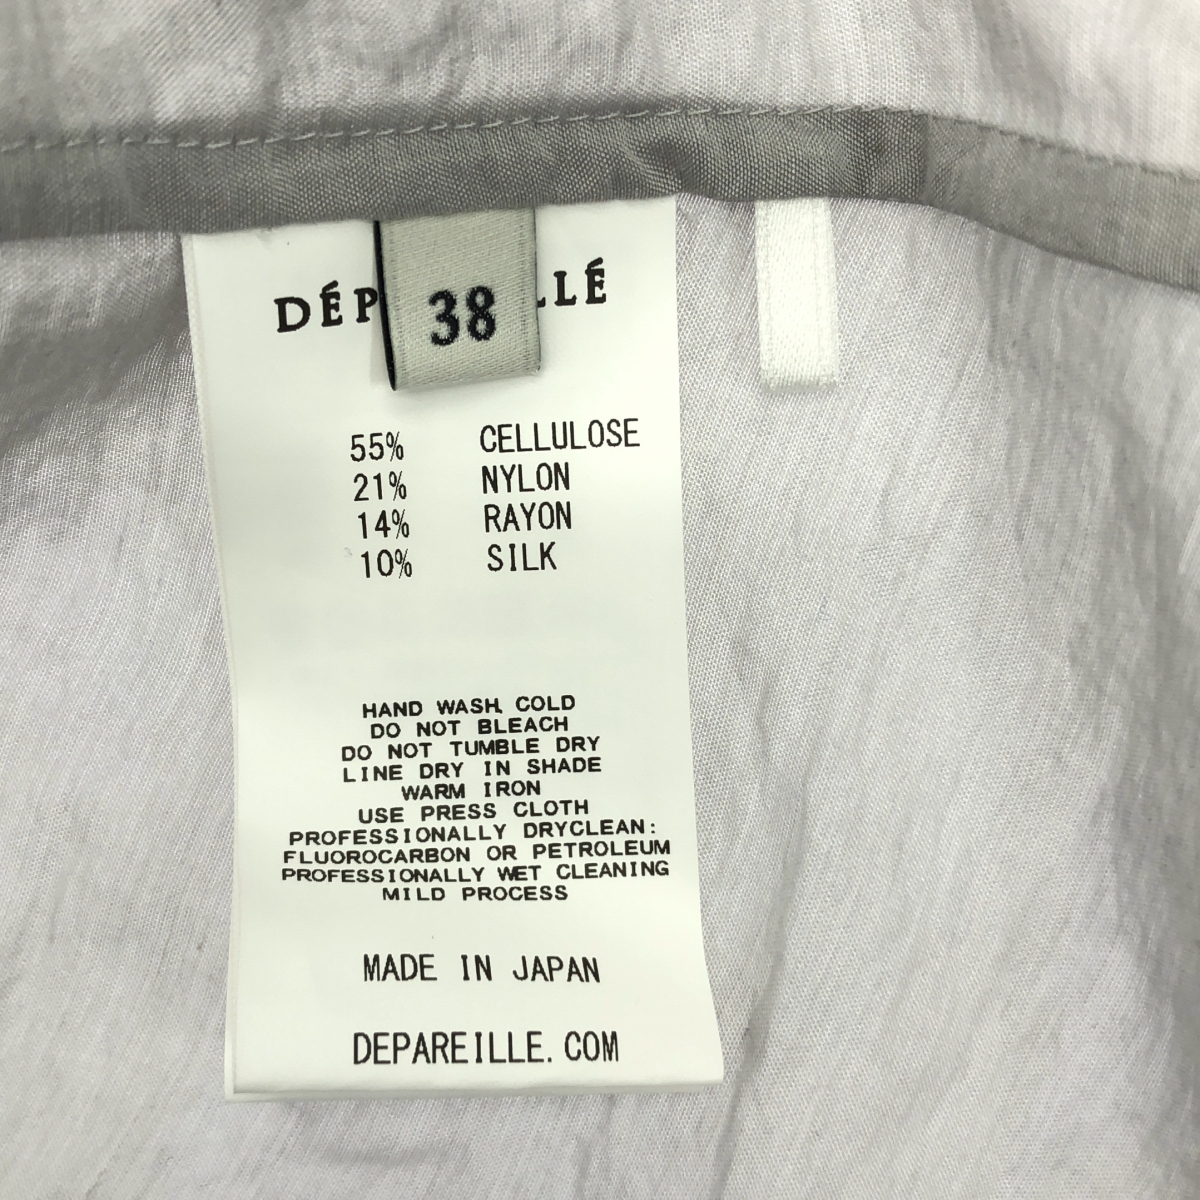 DÉP
LLÉ
38
55% CELLULOSE
21% NYLON
14% RAYON
10% SILK
HAND WASH COLD
DO NOT BLEACH
DO NOT TUMBLE DRY
LINE DRY IN SHADE
WARM IRON
USE PRESS CLOTH
PROFESSIONALLY DRYCLEAN:
FLUOROCARBON OR PETROLEUM
PROFESSIONALLY WET CLEANING
MILD PROCESS
MADE IN JAPAN
DEPAREILLE.COM